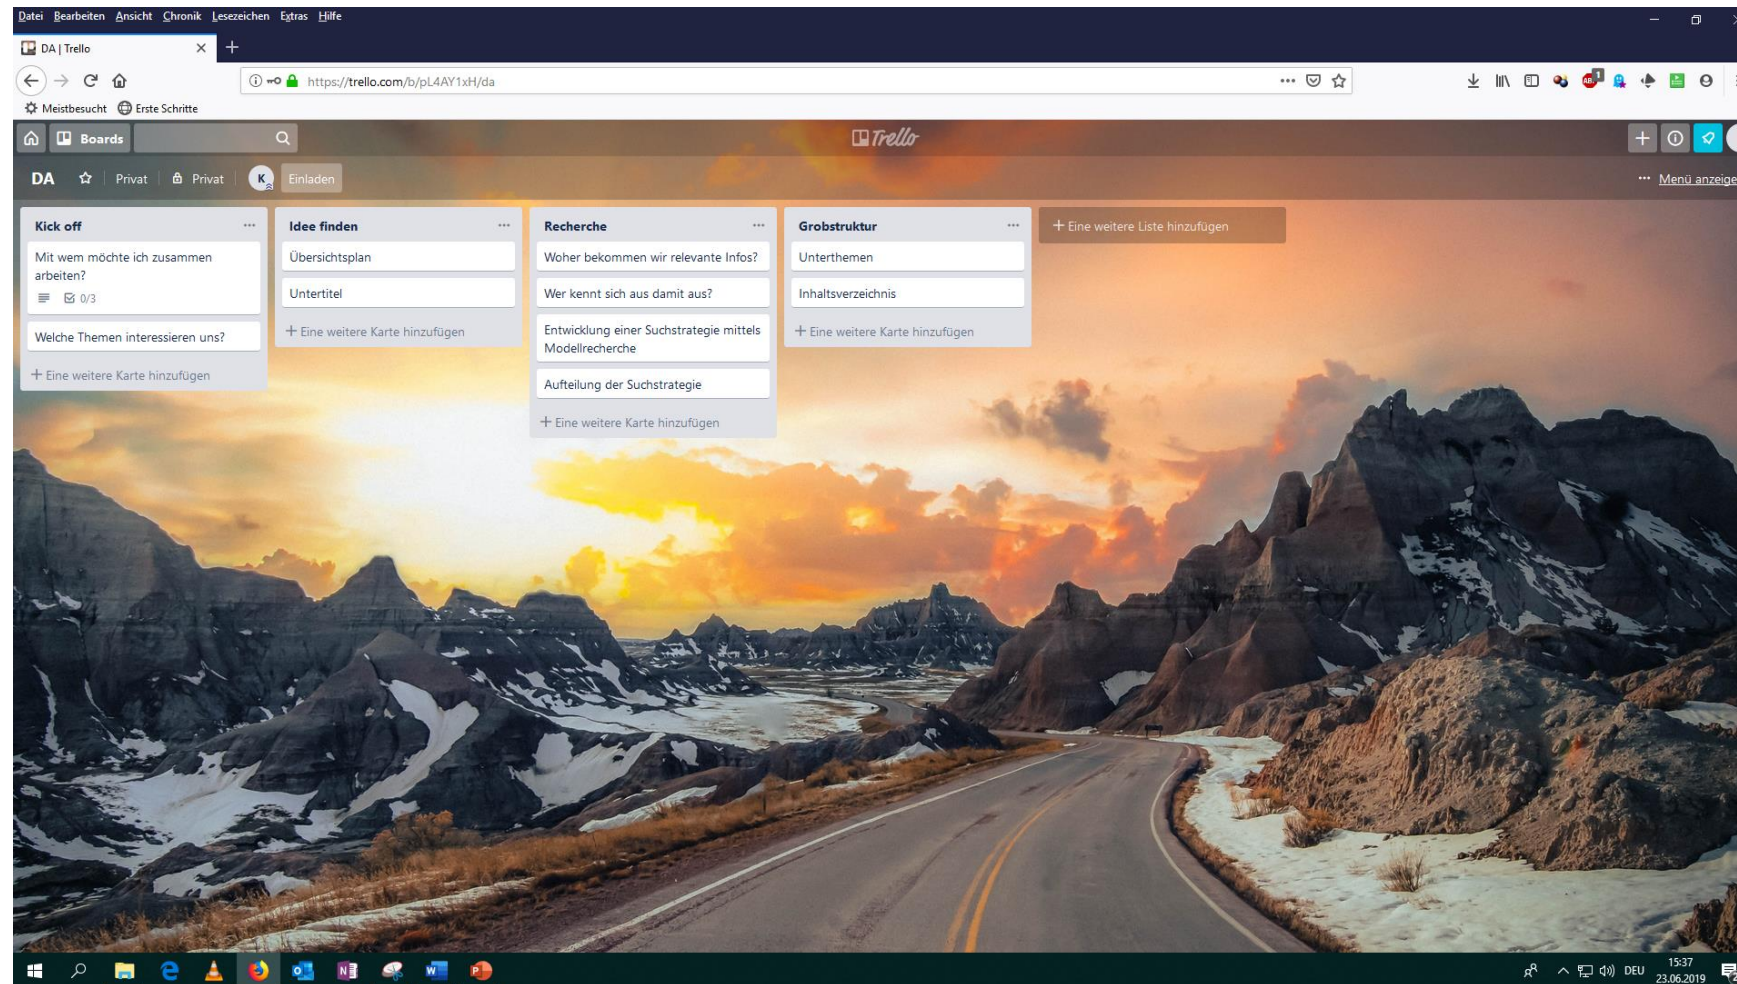 Datei Bearbeiten Ansicht Chronik Lesezeichen Extras Hilfe
DA | Trello
https://trello.com/b/pL4AY1xH/da
Meistbesucht Erste Schritte
Boards
Trello
DA Privat Privat K Einladen
Menü anzeige
Kick off
Mit wem möchte ich zusammen
arbeiten?
0/3
Welche Themen interessieren uns?
+ Eine weitere Karte hinzufügen
Idee finden
Übersichtsplan
Untertitel
+ Eine weitere Karte hinzufügen
Recherche
Woher bekommen wir relevante Infos?
Wer kennt sich aus damit aus?
Entwicklung einer Suchstrategie mittels
Modellrecherche
Aufteilung der Suchstrategie
+ Eine weitere Karte hinzufügen
Grobstruktur
Unterthemen
Inhaltsverzeichnis
+ Eine weitere Karte hinzufügen
+ Eine weitere Liste hinzufügen
DEU
15:37
23.06.2019